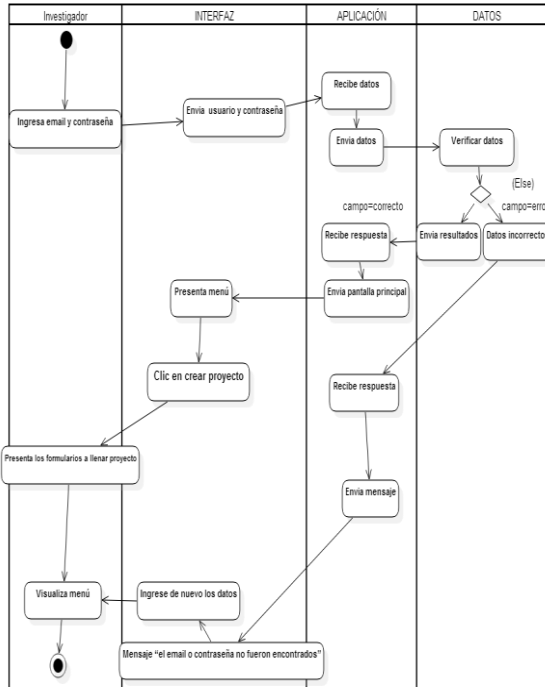 Investigador
INTERFAZ
APLICACIÓN
DATOS
Ingresa email y contraseña
Envia usuario y contraseña
Recibe datos
Envia datos
Verificar datos
(Else)
campo=correcto
campo=erro
Recibe respuesta
Envia resultados
Datos incorrecto
Presenta menú
Envia pantalla principal
Clic en crear proyecto
Recibe respuesta
Presenta los formularios a llenar proyecto
Envia mensaje
Visualiza menú
Ingrese de nuevo los datos
Mensaje “el email o contraseña no fueron encontrados”